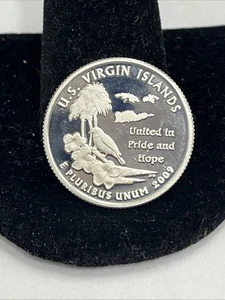 U.S. VIRGIN ISLANDS
United in
Pride and
Hope
E PLURIBUS UNUM 2009